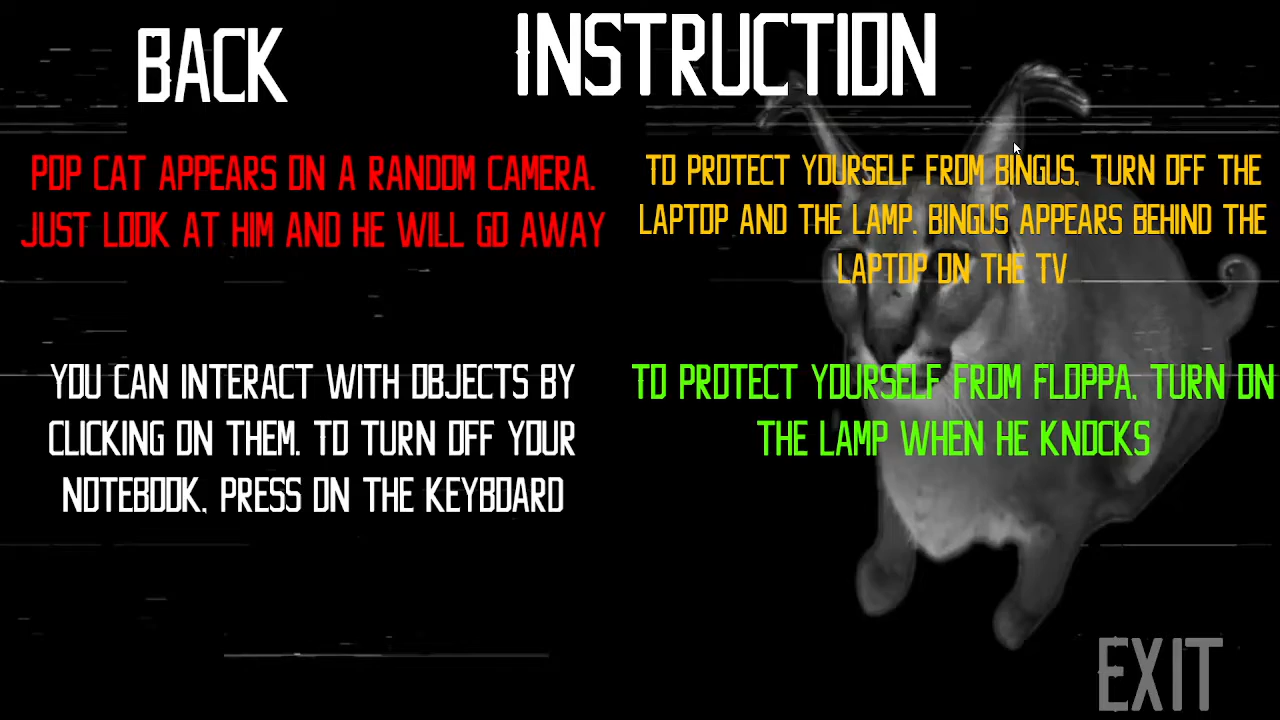 BACK
INSTRUCTION
POP CAT APPEARS ON A RANDOM CAMERA.
JUST LOOK AT HIM AND HE WILL GO AWAY
TO PROTECT YOURSELF FROM BINGUS, TURN OFF THE
LAPTOP AND THE LAMP. BINGUS APPEARS BEHIND THE
LAPTOP ON THE TV
YOU CAN INTERACT WITH OBJECTS BY
CLICKING ON THEM. TO TURN OFF YOUR
NOTEBOOK, PRESS ON THE KEYBOARD
TO PROTECT YOURSELF FROM FLOPPA, TURN ON
THE LAMP WHEN HE KNOCKS
EXIT